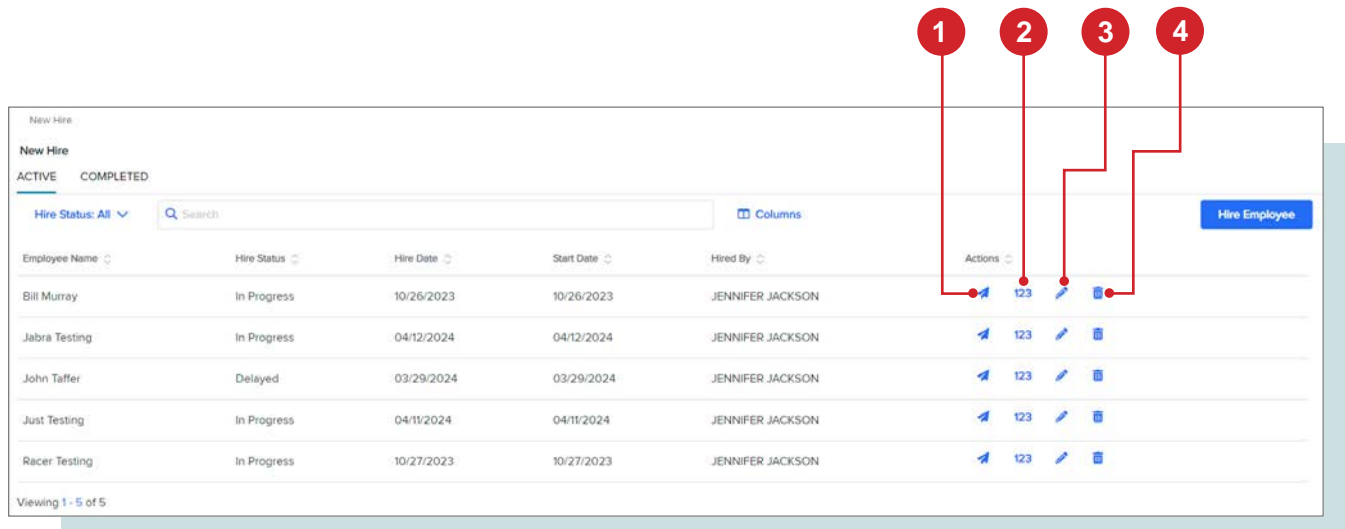 1 2 3 4
New Hire
New Hire
ACTIVE COMPLETED
Hire Status: All Search Columns Hire Employee
Employee Name Hire Status Hire Date Start Date Hired By Actions
Bill Murray In Progress 10/26/2023 10/26/2023 JENNIFER JACKSON 123
Jabra Testing In Progress 04/12/2024 04/12/2024 JENNIFER JACKSON 123
John Taffer Delayed 03/29/2024 03/29/2024 JENNIFER JACKSON 123
Just Testing In Progress 04/11/2024 04/11/2024 JENNIFER JACKSON 123
Racer Testing In Progress 10/27/2023 10/27/2023 JENNIFER JACKSON 123
Viewing 1 - 5 of 5